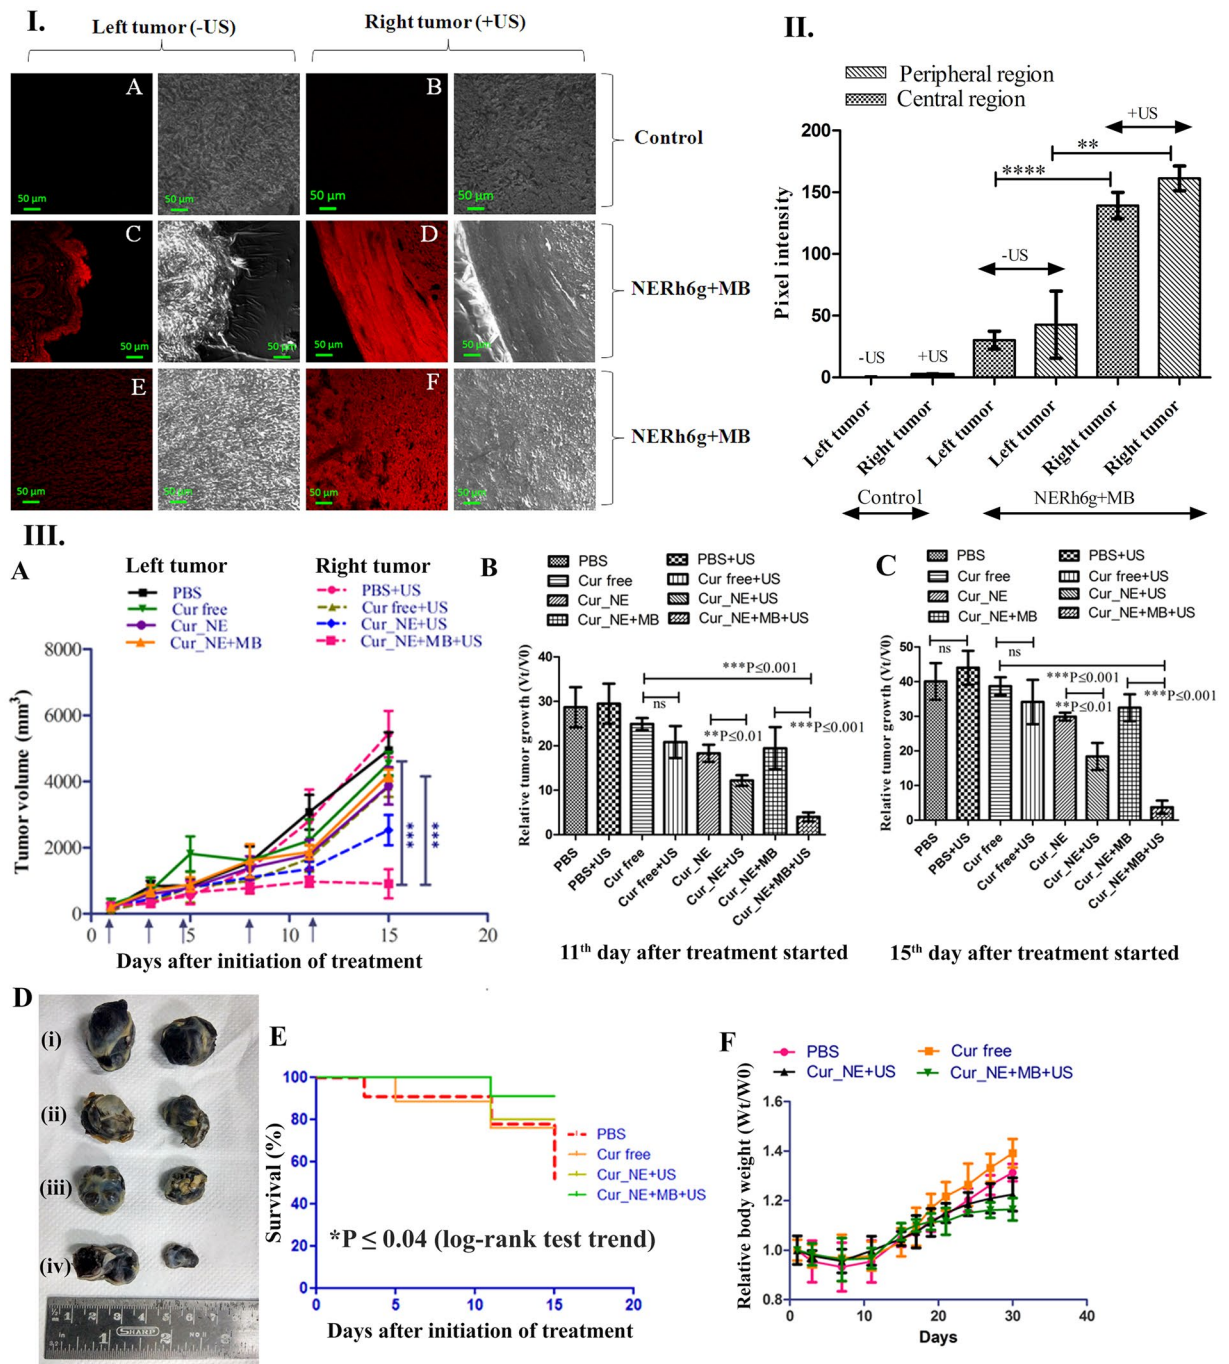 I.
Left tumor (-US)
Right tumor (+US)
A
B
50 µm
50 µm
50 µm
50 µm
Control
C
D
50 µm
50 µm
50 µm
50 µm
NERh6g+MB
E
F
50 µm
50 µm
50 µm
50 µm
NERh6g+MB
II.
Peripheral region
Central region
+US
**
****
-US
-US
+US
Pixel intensity
200
150
100
50
0
Left tumor
Right tumor
Left tumor
Left tumor
Right tumor
Right tumor
Control
NERh6g+MB
III.
A
Left tumor
PBS
Cur free
Cur_NE
Cur_NE+MB
Right tumor
PBS+US
Cur free+US
Cur_NE+US
Cur_NE+MB+US
Tumor volume (mm3)
8000
6000
4000
2000
0
***
***
0
5
10
15
20
Days after initiation of treatment
B
PBS
PBS+US
Cur free
Cur free+US
Cur_NE
Cur_NE+US
Cur_NE+MB
Cur_NE+MB+US
Relative tumor growth (Vt/V0)
40
30
20
10
0
***P≤0.001
ns
**P≤0.01
***P≤0.001
PBS
PBS+US
Cur free
Cur free+US
Cur_NE
Cur_NE+US
Cur_NE+MB
Cur_NE+MB+US
11th day after treatment started
C
PBS
PBS+US
Cur free
Cur free+US
Cur_NE
Cur_NE+US
Cur_NE+MB
Cur_NE+MB+US
Relative tumor growth (Vt/V0)
50
40
30
20
10
0
ns
ns
***P≤0.001
**P≤0.01
***P≤0.001
PBS
PBS+US
Cur free
Cur free+US
Cur_NE
Cur_NE+US
Cur_NE+MB
Cur_NE+MB+US
15th day after treatment started
D
(i)
(ii)
(iii)
(iv)
1 2 3 4 5 6 7 8
SHARP
1 2 3
E
Survival (%)
100
80
60
40
20
0
PBS
Cur free
Cur_NE+US
Cur_NE+MB+US
*P ≤ 0.04 (log-rank test trend)
0
5
10
15
20
Days after initiation of treatment
F
PBS
Cur free
Cur_NE+US
Cur_NE+MB+US
Relative body weight (Wt/W0)
1.6
1.4
1.2
1.0
0.8
0
10
20
30
40
Days